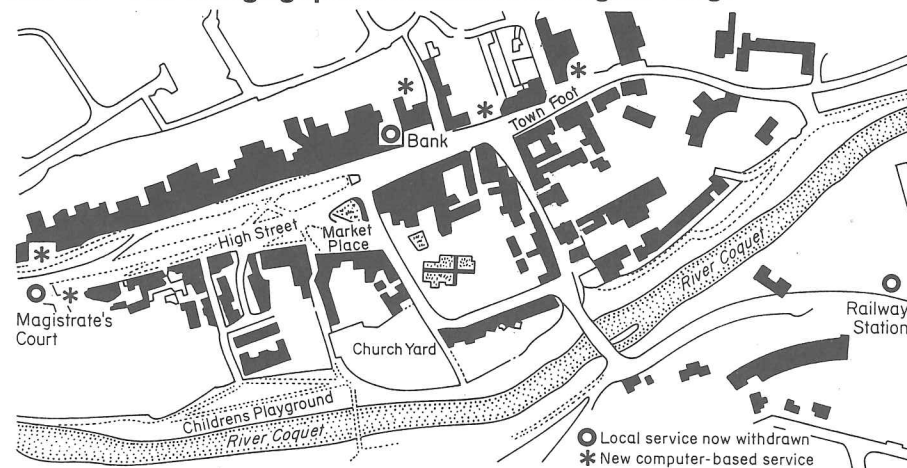 Bank
Town Foot
High Street
Market
Place
River Coquet
Magistrate's
Court
Railway
Station
Church Yard
Childrens Playground
River Coquet
Local service now withdrawn
New computer-based service